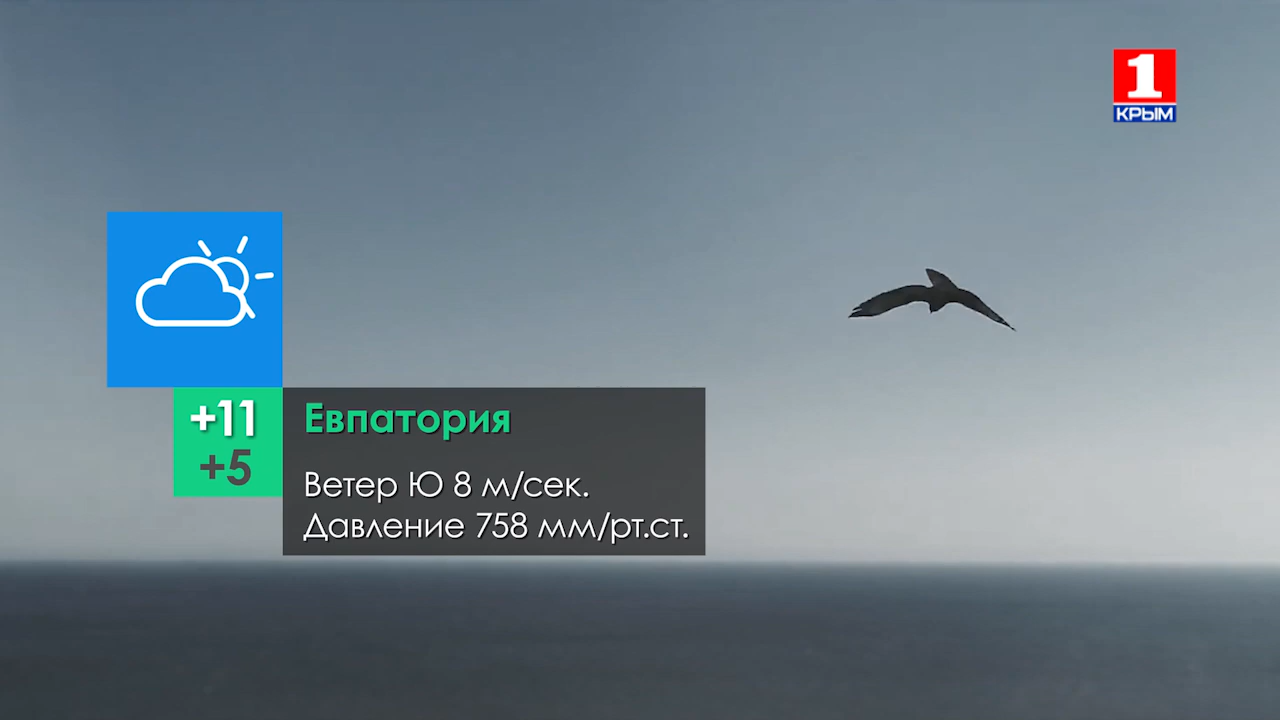 1
КРЫМ
+11
+5
Евпатория
Ветер Ю 8 м/сек.
Давление 758 мм/рт.ст.